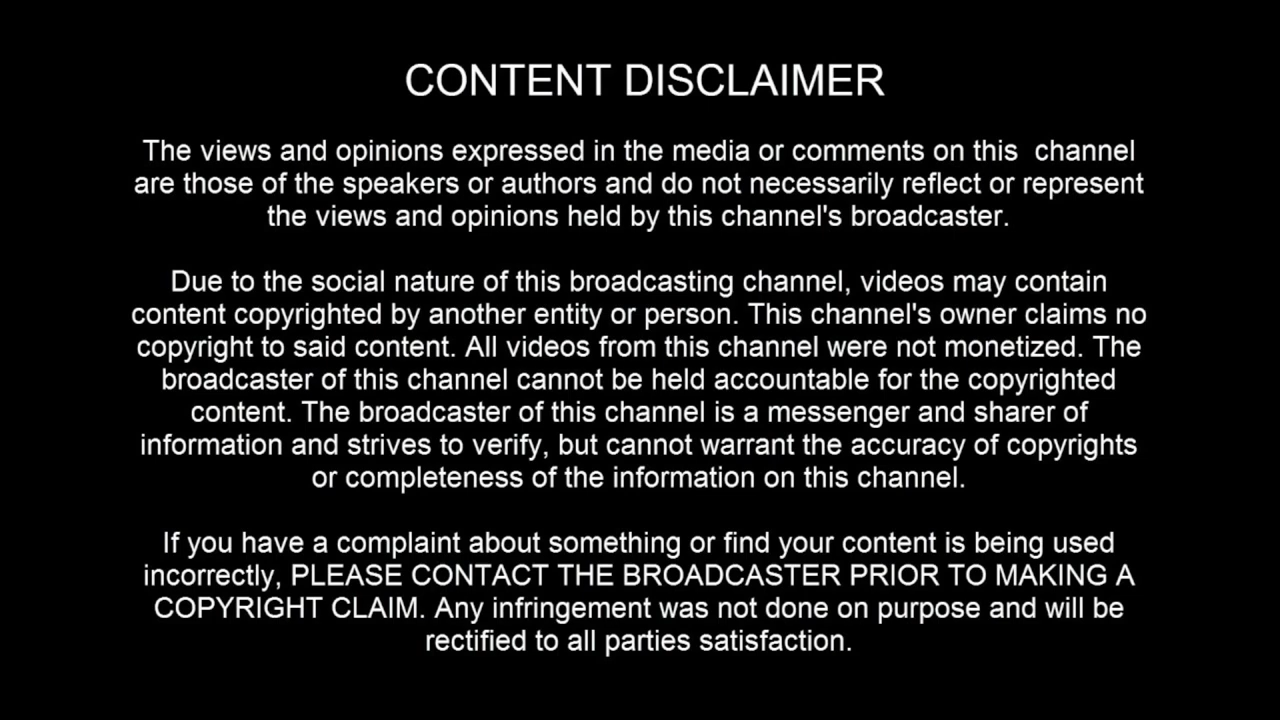 CONTENT DISCLAIMER
The views and opinions expressed in the media or comments on this  channel
are those of the speakers or authors and do not necessarily reflect or represent
the views and opinions held by this channel's broadcaster.
Due to the social nature of this broadcasting channel, videos may contain
content copyrighted by another entity or person. This channel's owner claims no
copyright to said content. All videos from this channel were not monetized. The
broadcaster of this channel cannot be held accountable for the copyrighted
content. The broadcaster of this channel is a messenger and sharer of
information and strives to verify, but cannot warrant the accuracy of copyrights
or completeness of the information on this channel.
If you have a complaint about something or find your content is being used
incorrectly, PLEASE CONTACT THE BROADCASTER PRIOR TO MAKING A
COPYRIGHT CLAIM. Any infringement was not done on purpose and will be
rectified to all parties satisfaction.